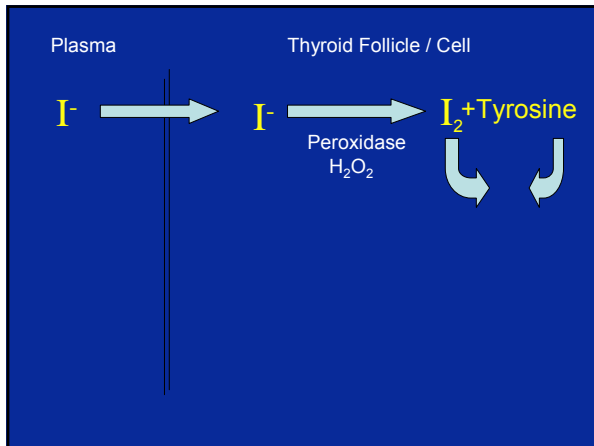 Plasma Thyroid Follicle / Cell
I⁻ I⁻ I₂+Tyrosine
Peroxidase
H₂O₂